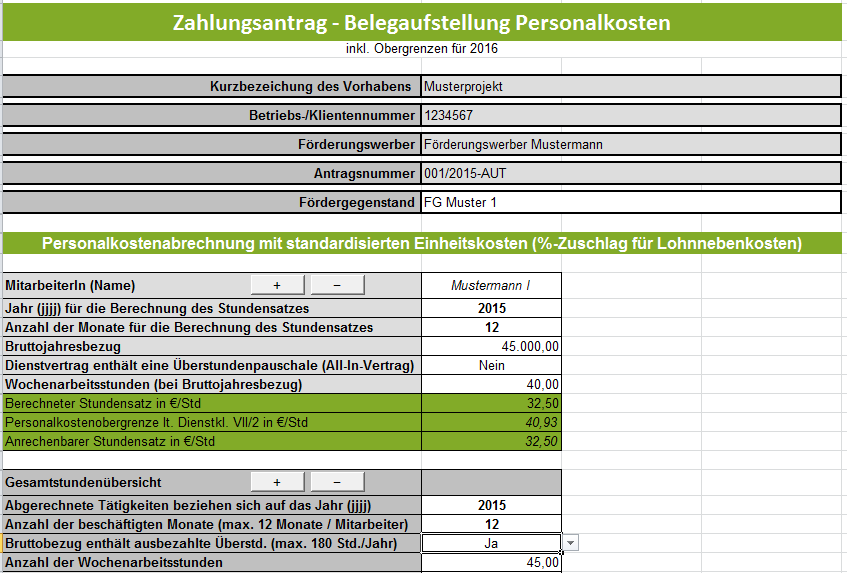 Zahlungsantrag - Belegaufstellung Personalkosten
inkl. Obergrenzen für 2016
Kurzbezeichung des Vorhabens Musterprojekt
Betriebs-/Klientennummer 1234567
Förderungswerber Förderungswerber Mustermann
Antragsnummer 001/2015-AUT
Fördergegenstand FG Muster 1
Personalkostenabrechnung mit standardisierten Einheitskosten (%-Zuschlag für Lohnnebenkosten)
MitarbeiterIn (Name) + − Mustermann I
Jahr (jjjj) für die Berechnung des Stundensatzes 2015
Anzahl der Monate für die Berechnung des Stundensatzes 12
Bruttojahresbezug 45.000,00
Dienstvertrag enthält eine Überstundenpauschale (All-In-Vertrag) Nein
Wochenarbeitsstunden (bei Bruttojahresbezug) 40,00
Berechneter Stundensatz in €/Std 32,50
Personalkostenobergrenze lt. Dienstkl. VII/2 in €/Std 40,93
Anrechenbarer Stundensatz in €/Std 32,50
Gesamtstundenübersicht + −
Abgerechnete Tätigkeiten beziehen sich auf das Jahr (jjjj) 2015
Anzahl der beschäftigten Monate (max. 12 Monate / Mitarbeiter) 12
Bruttobezug enthält ausbezahlte Überstd. (max. 180 Std./Jahr) Ja
Anzahl der Wochenarbeitsstunden 45,00